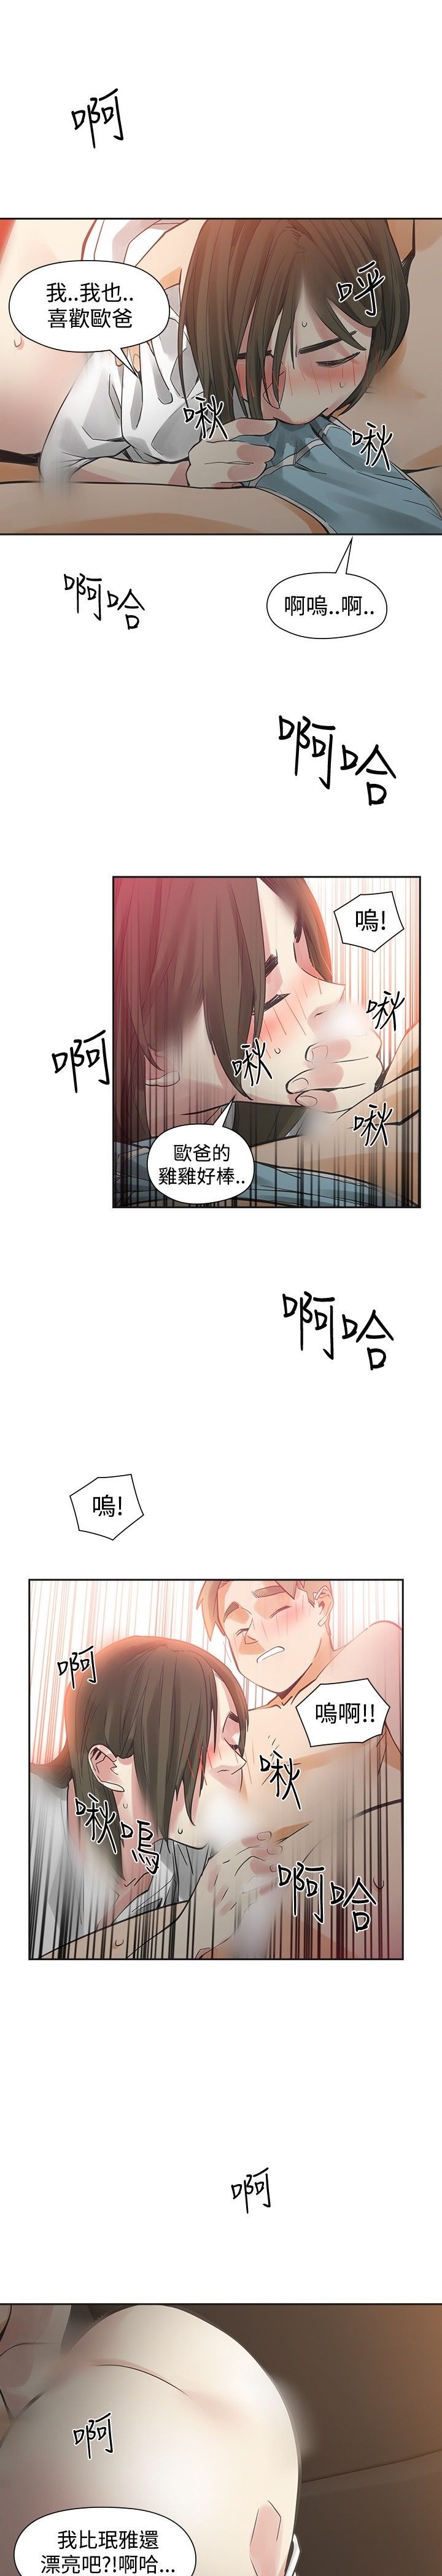 啊
我..我也..
喜歡歐爸
呼
啾
啾
啊哈
啊嗚..啊..
啊哈
嗚!
啾
啊
啾
啾
歐爸的
雞雞好棒..
啊哈
嗚!
啊
嗚啊!!
啾
啾嗚
啊哈
啊
啊
我比珉雅還
漂亮吧?!啊哈...